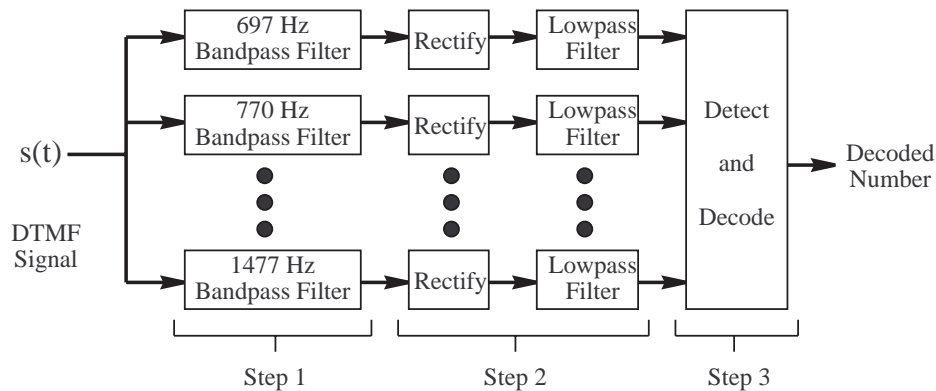 697 Hz
Bandpass Filter
Rectify
Lowpass
Filter
770 Hz
Bandpass Filter
Rectify
Lowpass
Filter
Detect
and
Decode
s(t)
Decoded
Number
DTMF
Signal
1477 Hz
Bandpass Filter
Rectify
Lowpass
Filter
Step 1
Step 2
Step 3